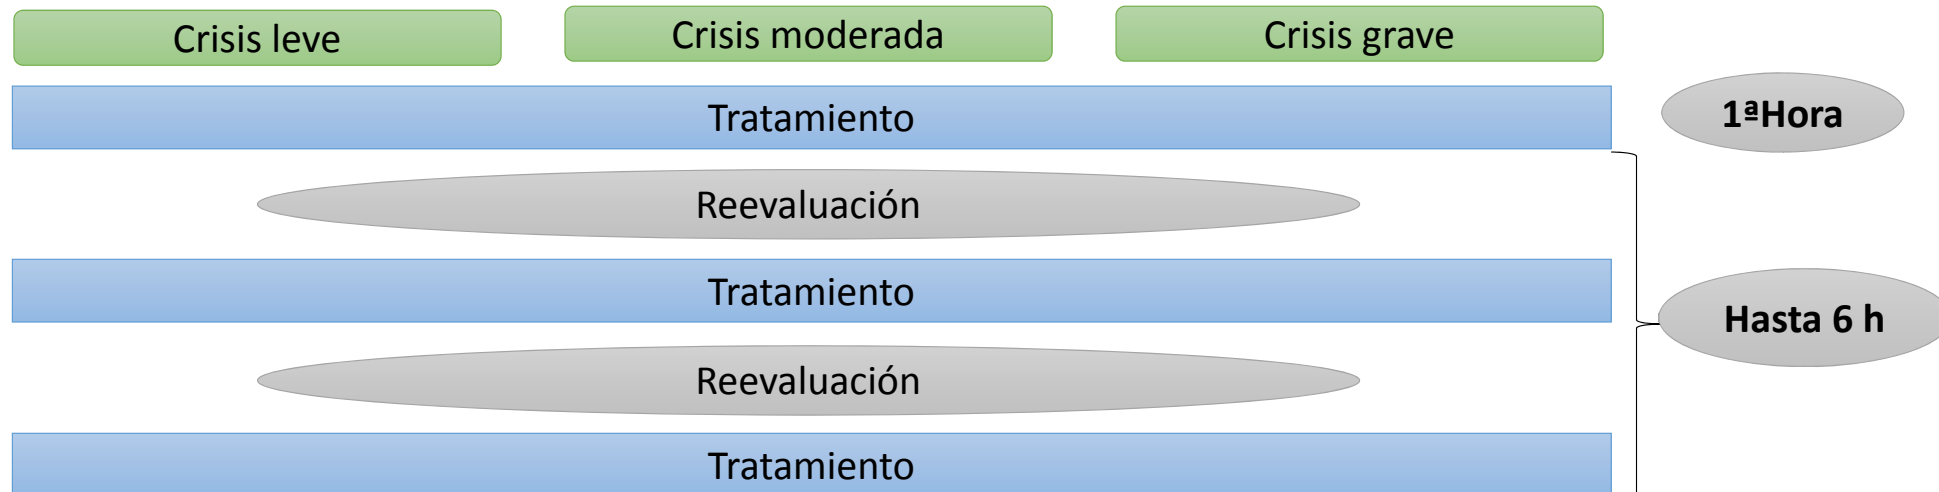 Crisis leve
Crisis moderada
Crisis grave
Tratamiento
1ªHora
Reevaluación
Tratamiento
Hasta 6 h
Reevaluación
Tratamiento